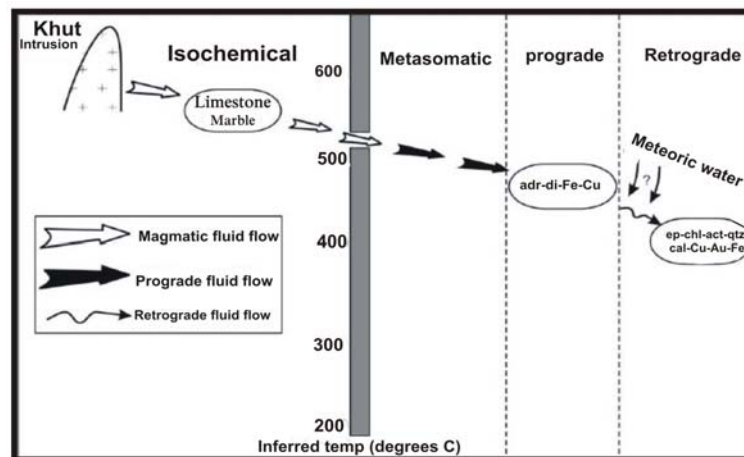 Khut
Intrusion
Isochemical
Metasomatic
prograde
Retrograde
600
Limestone
Marble
500
Meteoric water
?
adr-di-Fe-Cu
400
ep-chl-act-qtz
cal-Cu-Au-Fe
Magmatic fluid flow
Prograde fluid flow
Retrograde fluid flow
300
200
Inferred temp (degrees C)